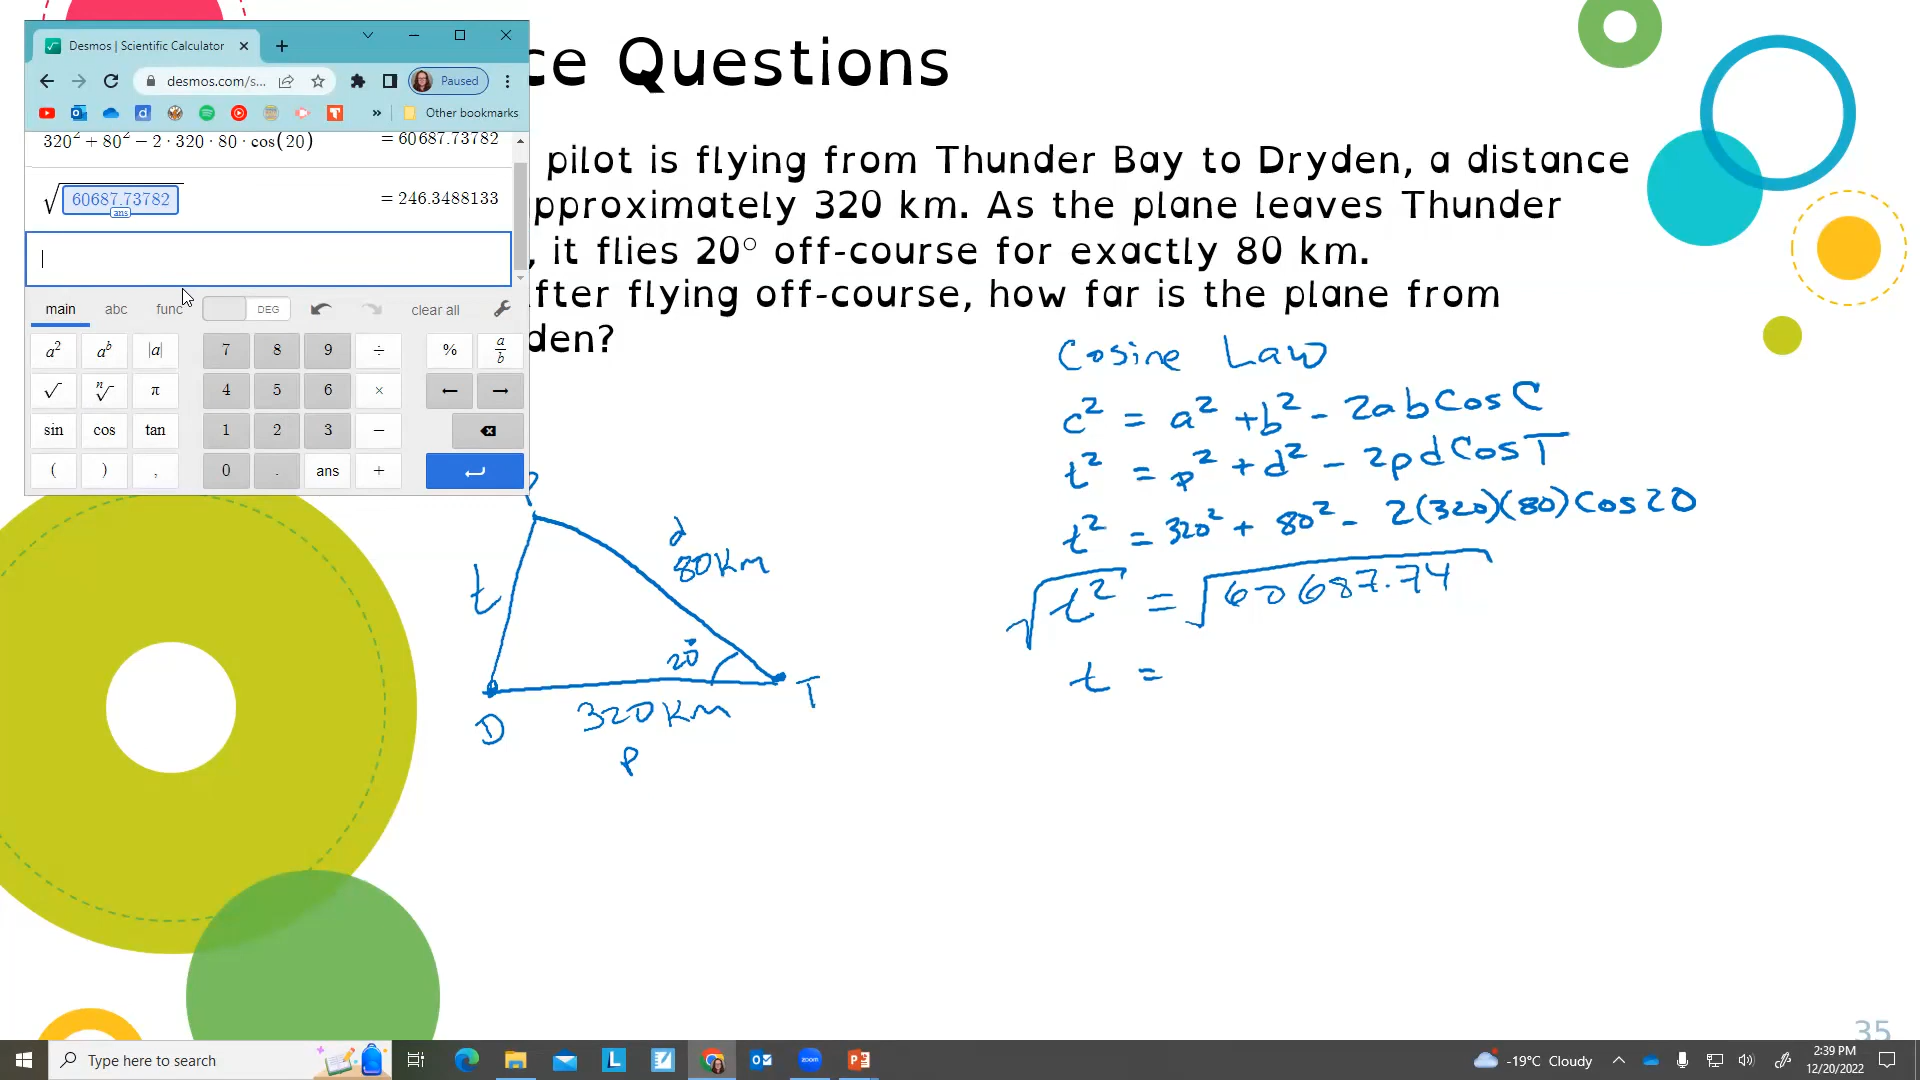 Desmos | Scientific Calculator
desmos.com/s...
Paused
Other bookmarks
320² + 80² − 2 · 320 · 80 · cos(20)
= 60687.73782
√60687.73782
ans
= 246.3488133
main abc func DEG clear all
a² aᵇ |a| 7 8 9 ÷ % a/b
√ ⁿ√ π 4 5 6 × ← →
sin cos tan 1 2 3 −
( ) , 0 . ans +
ce Questions
pilot is flying from Thunder Bay to Dryden, a distance
pproximately 320 km. As the plane leaves Thunder
, it flies 20° off-course for exactly 80 km.
fter flying off-course, how far is the plane from
den?
Cosine Law
c² = a² + b² - 2abCosC
t² = p² + d² - 2pdCosT
t² = 320² + 80² - 2(320)(80)Cos20
√t² = √60687.74
t =
d
80Km
t
20°
D
320Km
T
P
35
Type here to search
-19°C Cloudy
2:39 PM
12/20/2022